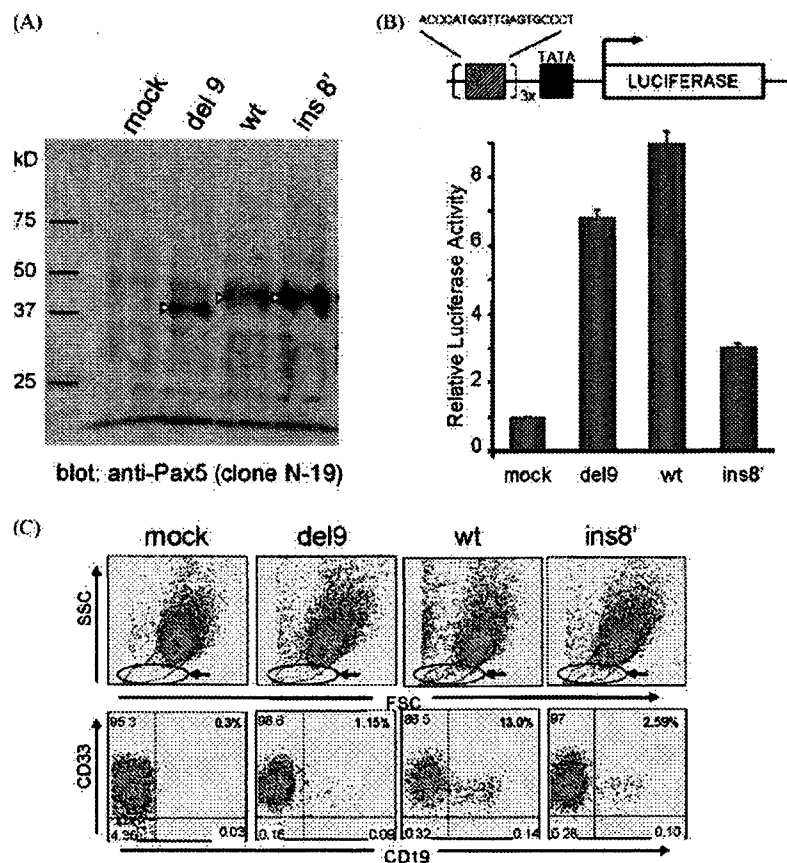 (A)
mock
del 9
wt
ins 8'
kD
75
50
37
25
blot: anti-Pax5 (clone N-19)
(B)
ACCCATGGTTGAGTGCCCT
TATA
3x
LUCIFERASE
Relative Luciferase Activity
8
6
4
2
0
mock
del9
wt
ins8'
(C)
mock
del9
wt
ins8'
SSC
FSC
95.3
0.3%
98.6
1.15%
13.0%
97
2.59%
CD33
4.36
0.03
0.16
0.09
0.32
0.14
0.28
0.10
CD19